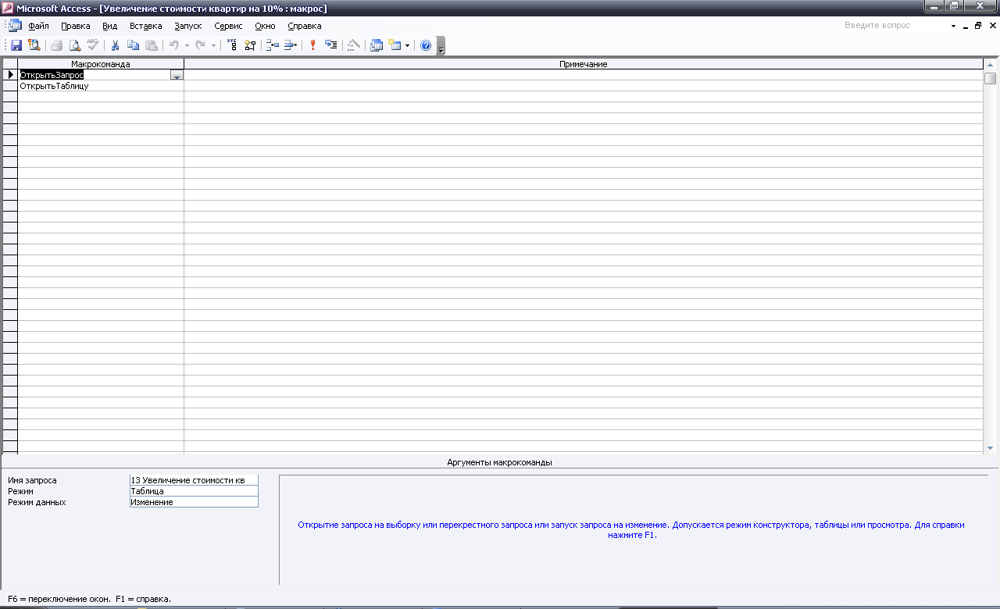 Microsoft Access - [Увеличение стоимости квартир на 10% : макрос]
Файл Правка Вид Вставка Запуск Сервис Окно Справка Введите вопрос
Макрокоманда Примечание
ОткрытьЗапрос
ОткрытьТаблицу
Аргументы макрокоманды
Имя запроса 13 Увеличение стоимости кв
Режим Таблица
Режим данных Изменение
Открытие запроса на выборку или перекрестного запроса или запуск запроса на изменение. Допускается режим конструктора, таблицы или просмотра. Для справки
нажмите F1.
F6 = переключение окон. F1 = справка.